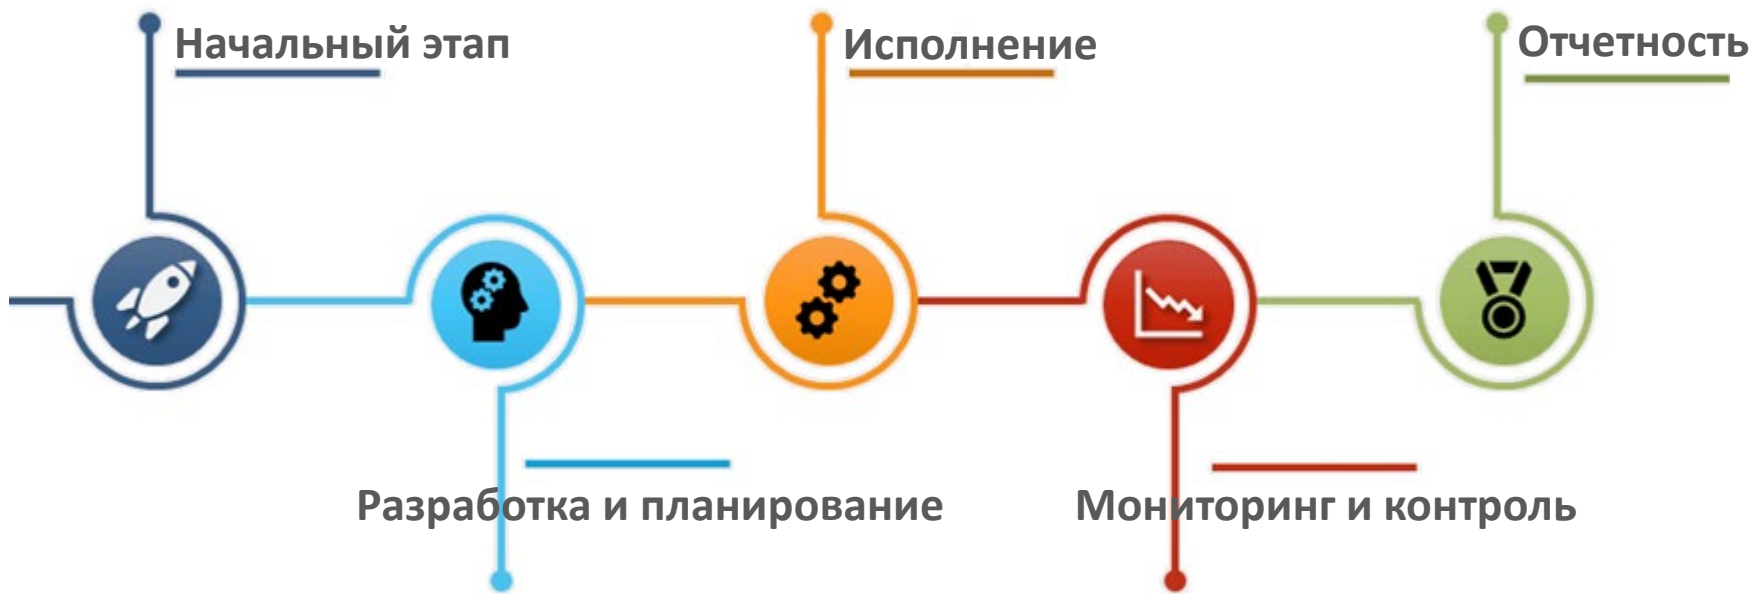 Начальный этап
Исполнение
Отчетность
Разработка и планирование
Мониторинг и контроль